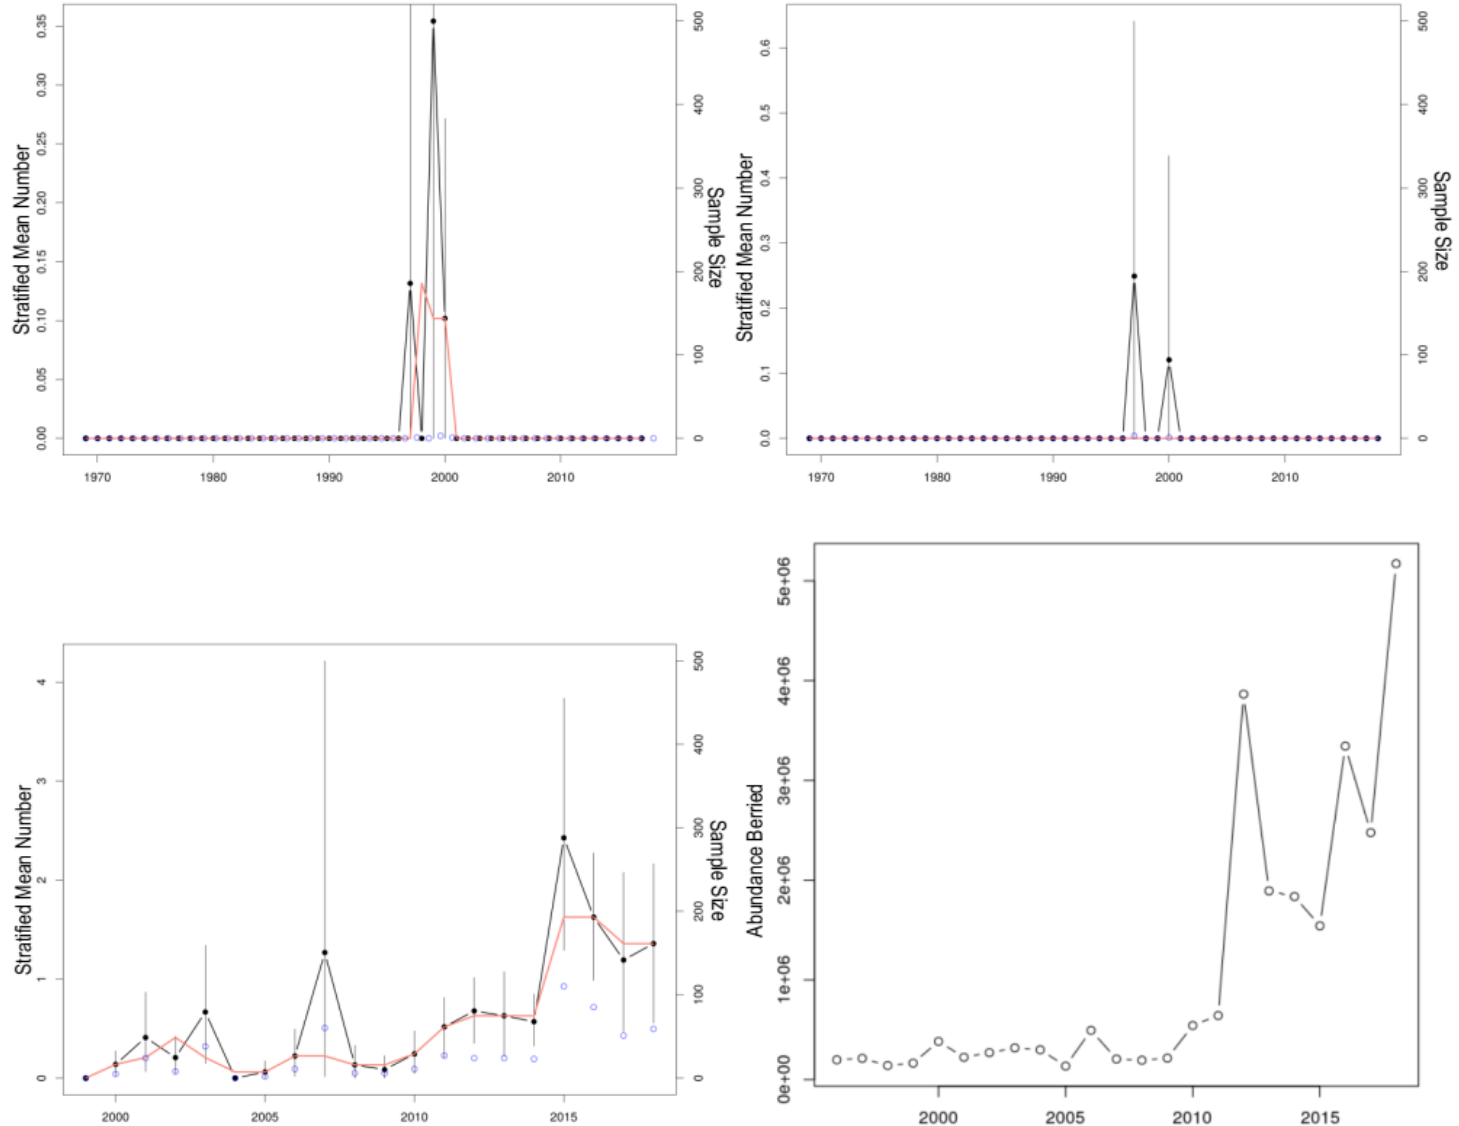 Stratified Mean Number
0.00 0.05 0.10 0.15 0.20 0.25 0.30 0.35
1970 1980 1990 2000 2010
0 100 200 300 400 500
Sample Size
Stratified Mean Number
0.0 0.1 0.2 0.3 0.4 0.5 0.6
1970 1980 1990 2000 2010
0 100 200 300 400 500
Sample Size
Stratified Mean Number
0 1 2 3 4
2000 2005 2010 2015
0 100 200 300 400 500
Sample Size
Abundance Berried
0e+00 1e+06 2e+06 3e+06 4e+06 5e+06
2000 2005 2010 2015